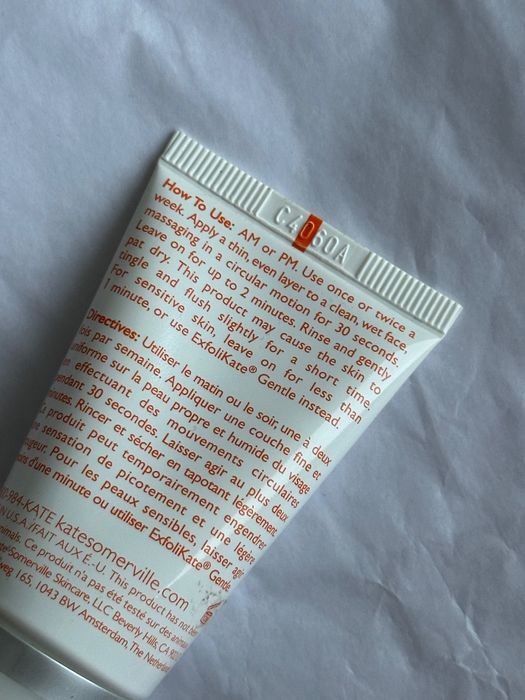 C4060A
How To Use: AM or PM. Use once or twice a
week. Apply a thin, even layer to a clean, wet face,
massaging in a circular motion for 30 seconds.
Leave on for up to 2 minutes. Rinse and gently
pat dry. This product may cause the skin to
tingle and flush slightly for a short time.
For sensitive skin, leave on for less than
1 minute. or use ExfoliKate® Gentle instead.
Directives: Utiliser le matin ou le soir, une à deux
fois par semaine. Appliquer une couche fine et
uniforme sur la peau propre et humide du visage
en effectuant des mouvements circulaires
pendant 30 secondes. Laisser agir au plus deux
minutes. Rincer et sécher en tapotant légèrement.
produit peut temporairement engendrer
une sensation de picotement et une légère
rougeur. Pour les peaux sensibles, laisser agir
d'une minute ou utiliser ExfoliKate® Gentle.
984-KATE katesomerville.com
U.S.A./FAIT AUX É.-U. This product has not been
animals. Ce produit n'a pas été testé sur des animaux.
Somerville Skincare, LLC Beverly Hills, CA
weg 165, 1043 BW Amsterdam, The Netherlands